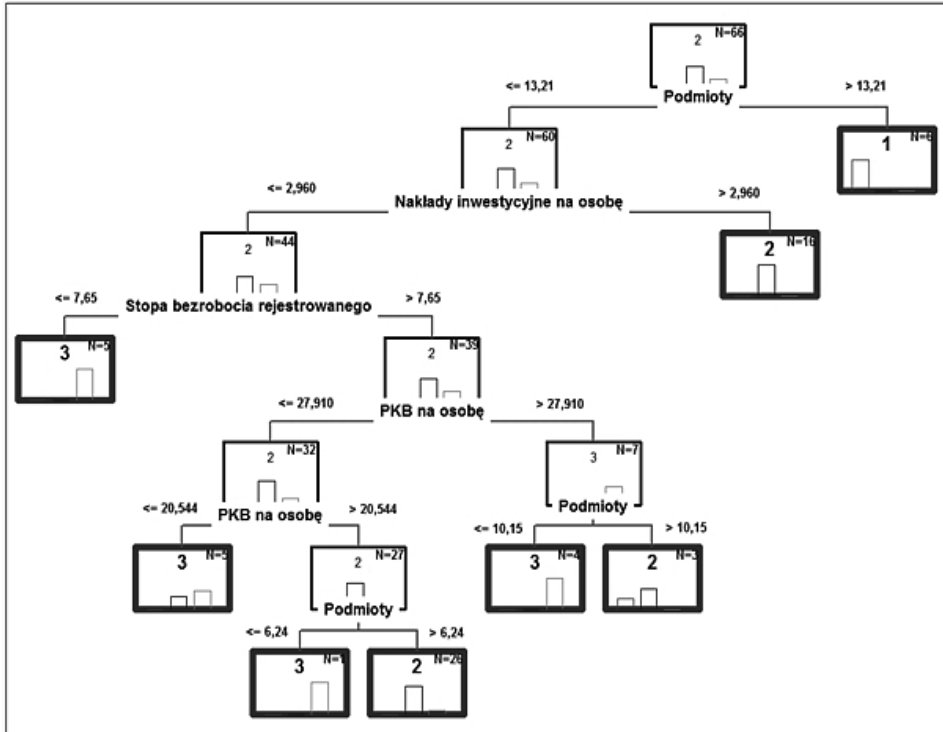 2 N=66
Podmioty
<= 13,21 > 13,21
2 N=60
1 N=6
Nakłady inwestycyjne na osobę
<= 2,960 > 2,960
2 N=44
2 N=16
Stopa bezrobocia rejestrowanego
<= 7,65 > 7,65
3 N=5
2 N=39
PKB na osobę
<= 27,910 > 27,910
2 N=32
3 N=7
PKB na osobę
Podmioty
<= 20,544 > 20,544
<= 10,15 > 10,15
3 N=5
2 N=27
3 N=4
2 N=3
Podmioty
<= 6,24 > 6,24
3 N=1
2 N=26